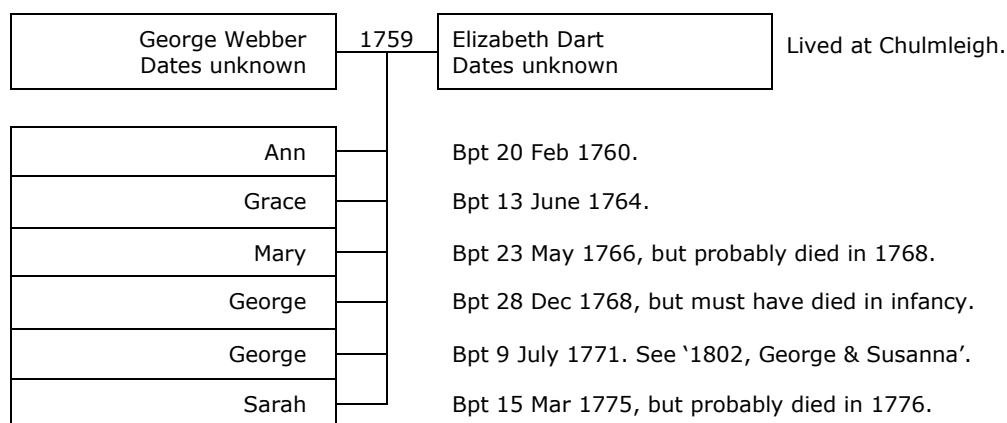 George Webber
Dates unknown
1759
Elizabeth Dart
Dates unknown
Lived at Chulmleigh.
Ann
Bpt 20 Feb 1760.
Grace
Bpt 13 June 1764.
Mary
Bpt 23 May 1766, but probably died in 1768.
George
Bpt 28 Dec 1768, but must have died in infancy.
George
Bpt 9 July 1771. See ‘1802, George & Susanna’.
Sarah
Bpt 15 Mar 1775, but probably died in 1776.